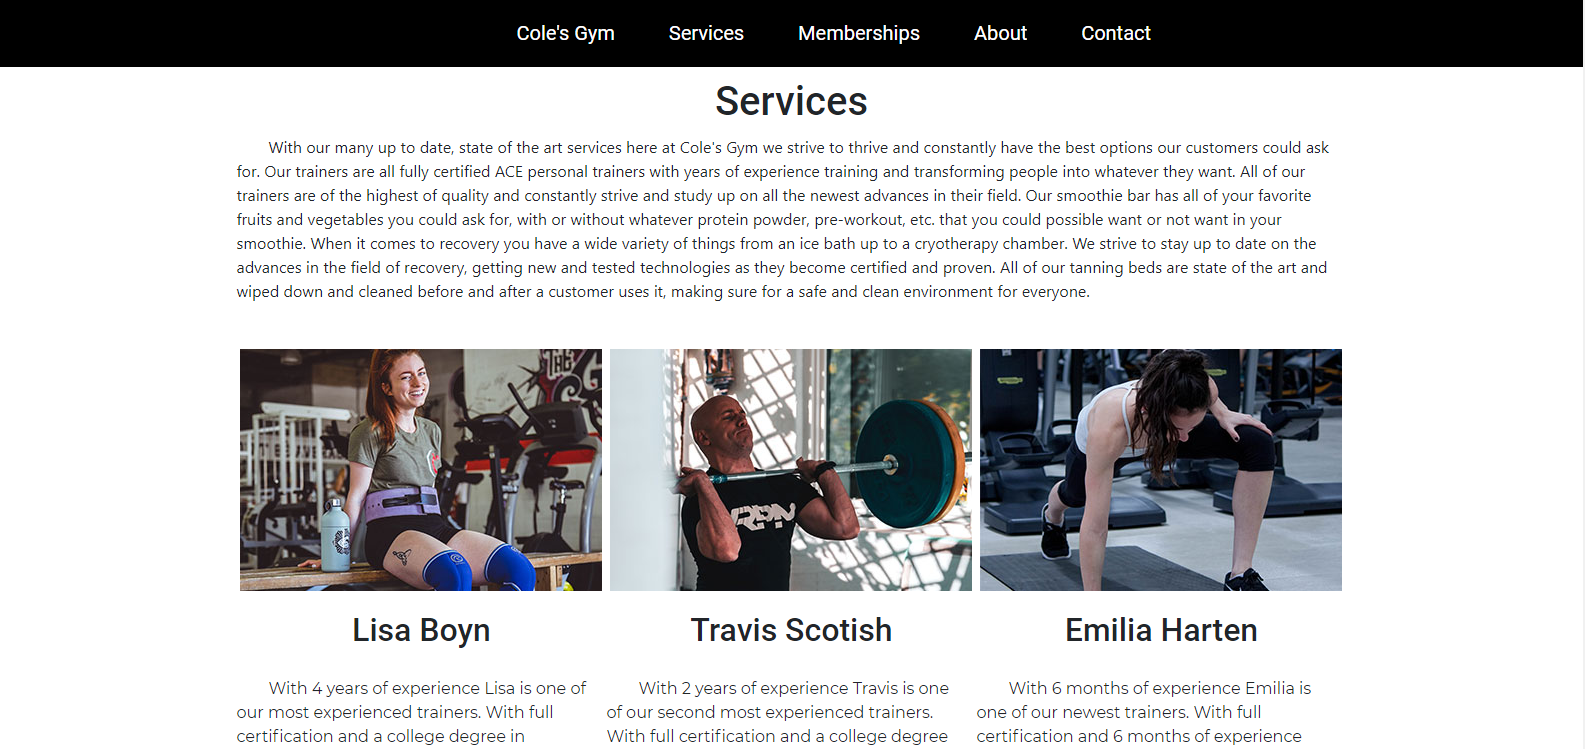 Cole's Gym Services Memberships About Contact
Services
With our many up to date, state of the art services here at Cole's Gym we strive to thrive and constantly have the best options our customers could ask
for. Our trainers are all fully certified ACE personal trainers with years of experience training and transforming people into whatever they want. All of our
trainers are of the highest of quality and constantly strive and study up on all the newest advances in their field. Our smoothie bar has all of your favorite
fruits and vegetables you could ask for, with or without whatever protein powder, pre-workout, etc. that you could possible want or not want in your
smoothie. When it comes to recovery you have a wide variety of things from an ice bath up to a cryotherapy chamber. We strive to stay up to date on the
advances in the field of recovery, getting new and tested technologies as they become certified and proven. All of our tanning beds are state of the art and
wiped down and cleaned before and after a customer uses it, making sure for a safe and clean environment for everyone.
RPN
Lisa Boyn
With 4 years of experience Lisa is one of
our most experienced trainers. With full
certification and a college degree in
Travis Scotish
With 2 years of experience Travis is one
of our second most experienced trainers.
With full certification and a college degree
Emilia Harten
With 6 months of experience Emilia is
one of our newest trainers. With full
certification and 6 months of experience